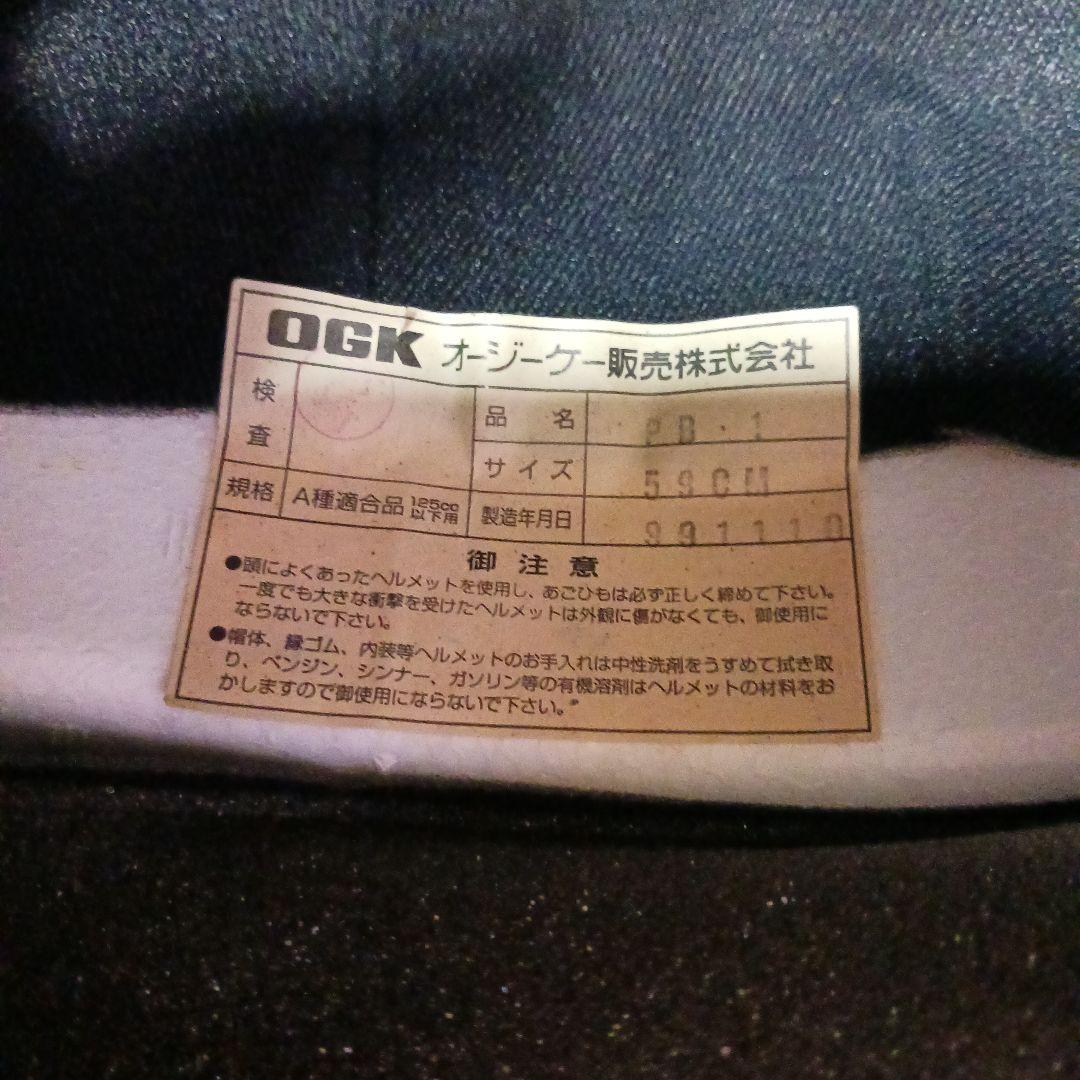 OGK オージーケー販売株式会社
検査
品名 PB-1
サイズ 59CM
規格 A種適合品 125cc以下用
製造年月日 991110
御注意
●頭によくあったヘルメットを使用し、あごひもは必ず正しく締めて下さい。
一度でも大きな衝撃を受けたヘルメットは外観に傷がなくても、御使用に
ならないで下さい。
●帽体、縁ゴム、内装等ヘルメットのお手入れは中性洗剤をうすめて拭き取
り、ベンジン、シンナー、ガソリン等の有機溶剤はヘルメットの材料をお
かしますので御使用にならないで下さい。